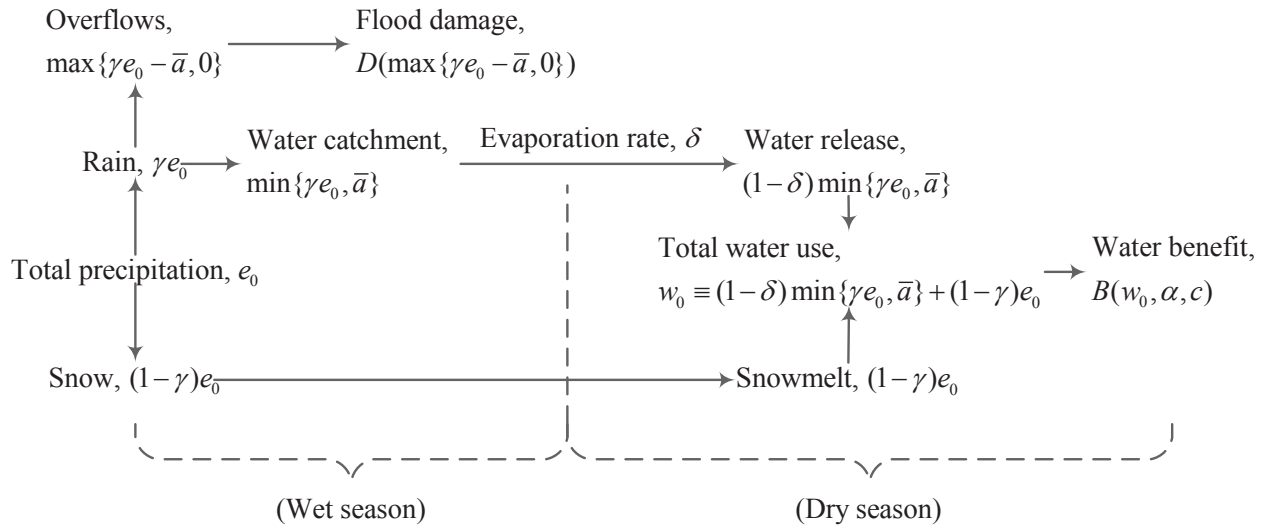 Overflows,
max{γe₀ − a̅, 0}
Flood damage,
D(max{γe₀ − a̅, 0})
Rain, γe₀
Water catchment,
min{γe₀, a̅}
Evaporation rate, δ
Water release,
(1−δ) min{γe₀, a̅}
Total precipitation, e₀
Total water use,
w₀ ≡ (1−δ) min{γe₀, a̅} + (1−γ)e₀
Water benefit,
B(w₀, α, c)
Snow, (1−γ)e₀
Snowmelt, (1−γ)e₀
(Wet season)
(Dry season)